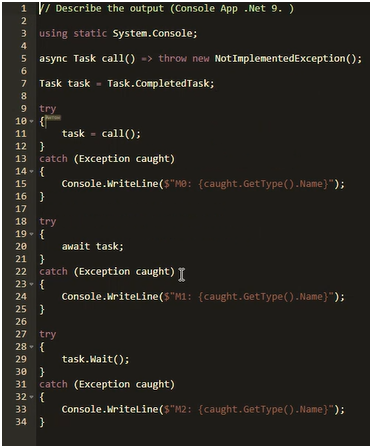 1 // Describe the output (Console App .Net 9. )
2
3 using static System.Console;
4
5 async Task call() => throw new NotImplementedException();
6
7 Task task = Task.CompletedTask;
8
9 try
10 {
11 task = call();
12 }
13 catch (Exception caught)
14 {
15 Console.WriteLine($"M0: {caught.GetType().Name}");
16 }
17
18 try
19 {
20 await task;
21 }
22 catch (Exception caught)
23 {
24 Console.WriteLine($"M1: {caught.GetType().Name}");
25 }
26
27 try
28 {
29 task.Wait();
30 }
31 catch (Exception caught)
32 {
33 Console.WriteLine($"M2: {caught.GetType().Name}");
34 }